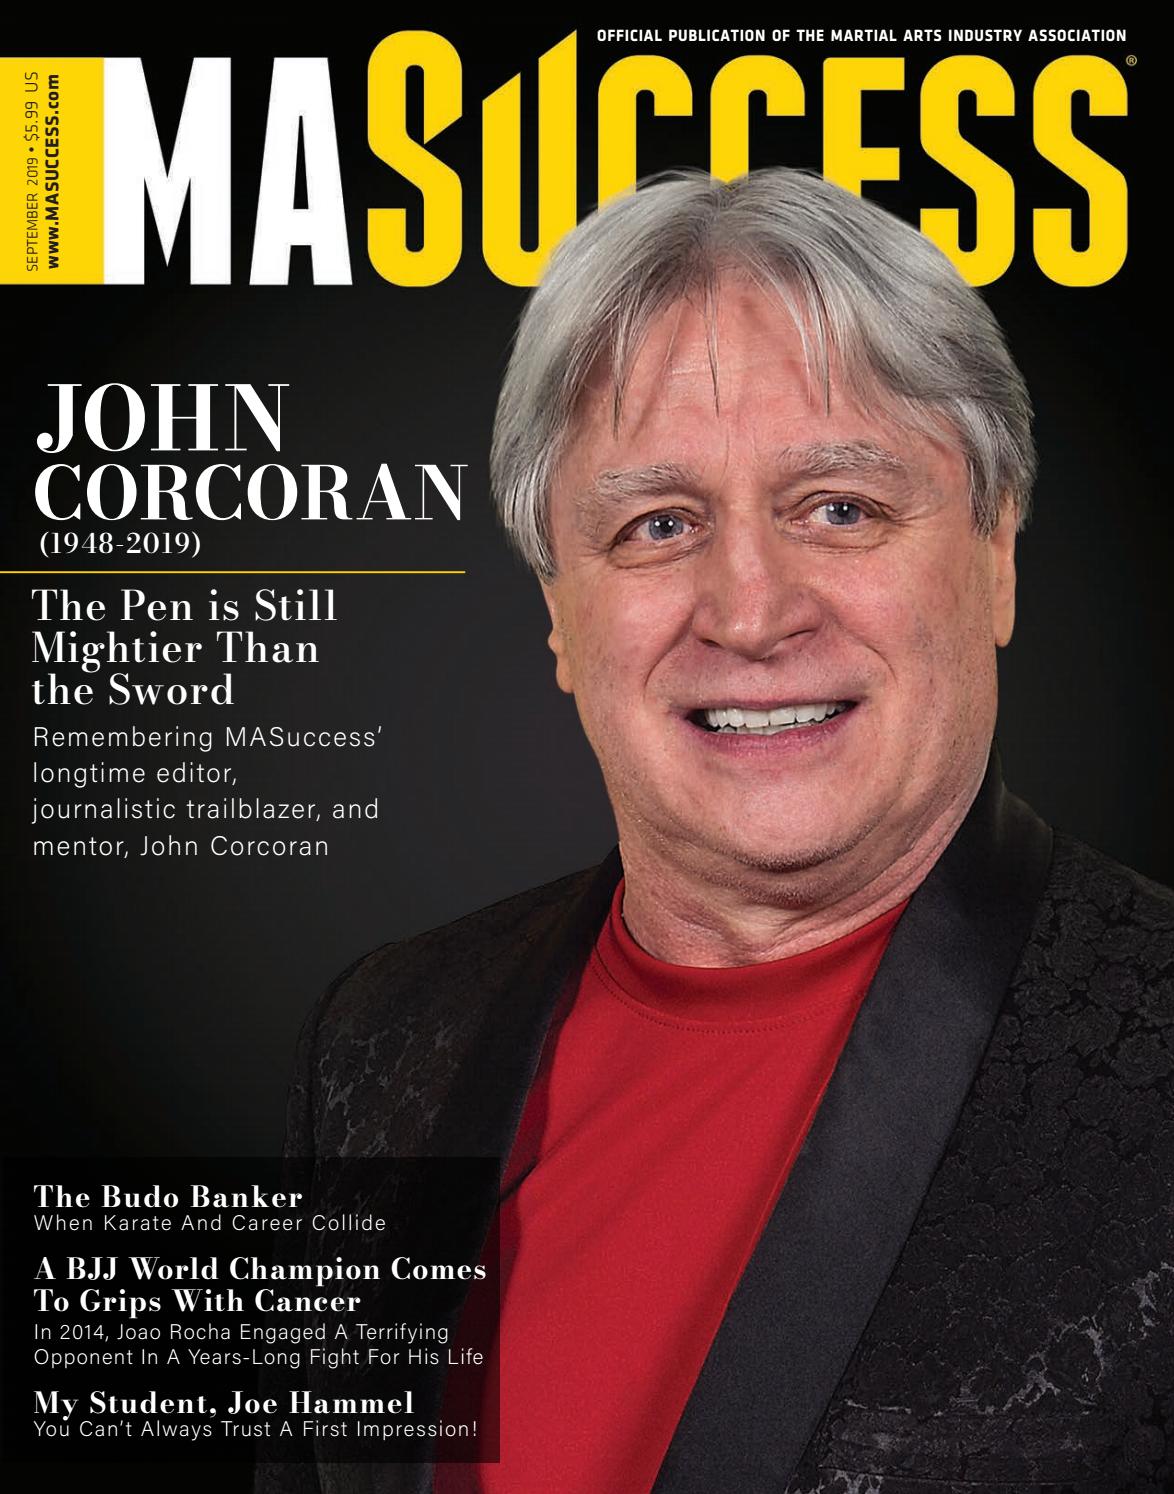 OFFICIAL PUBLICATION OF THE MARTIAL ARTS INDUSTRY ASSOCIATION
MASUCCESS®
SEPTEMBER 2019 • $5.99 US
www.MASUCCESS.com
JOHN
CORCORAN
(1948-2019)
The Pen is Still
Mightier Than
the Sword
Remembering MASuccess’
longtime editor,
journalistic trailblazer, and
mentor, John Corcoran
The Budo Banker
When Karate And Career Collide
A BJJ World Champion Comes
To Grips With Cancer
In 2014, Joao Rocha Engaged A Terrifying
Opponent In A Years-Long Fight For His Life
My Student, Joe Hammel
You Can’t Always Trust A First Impression!